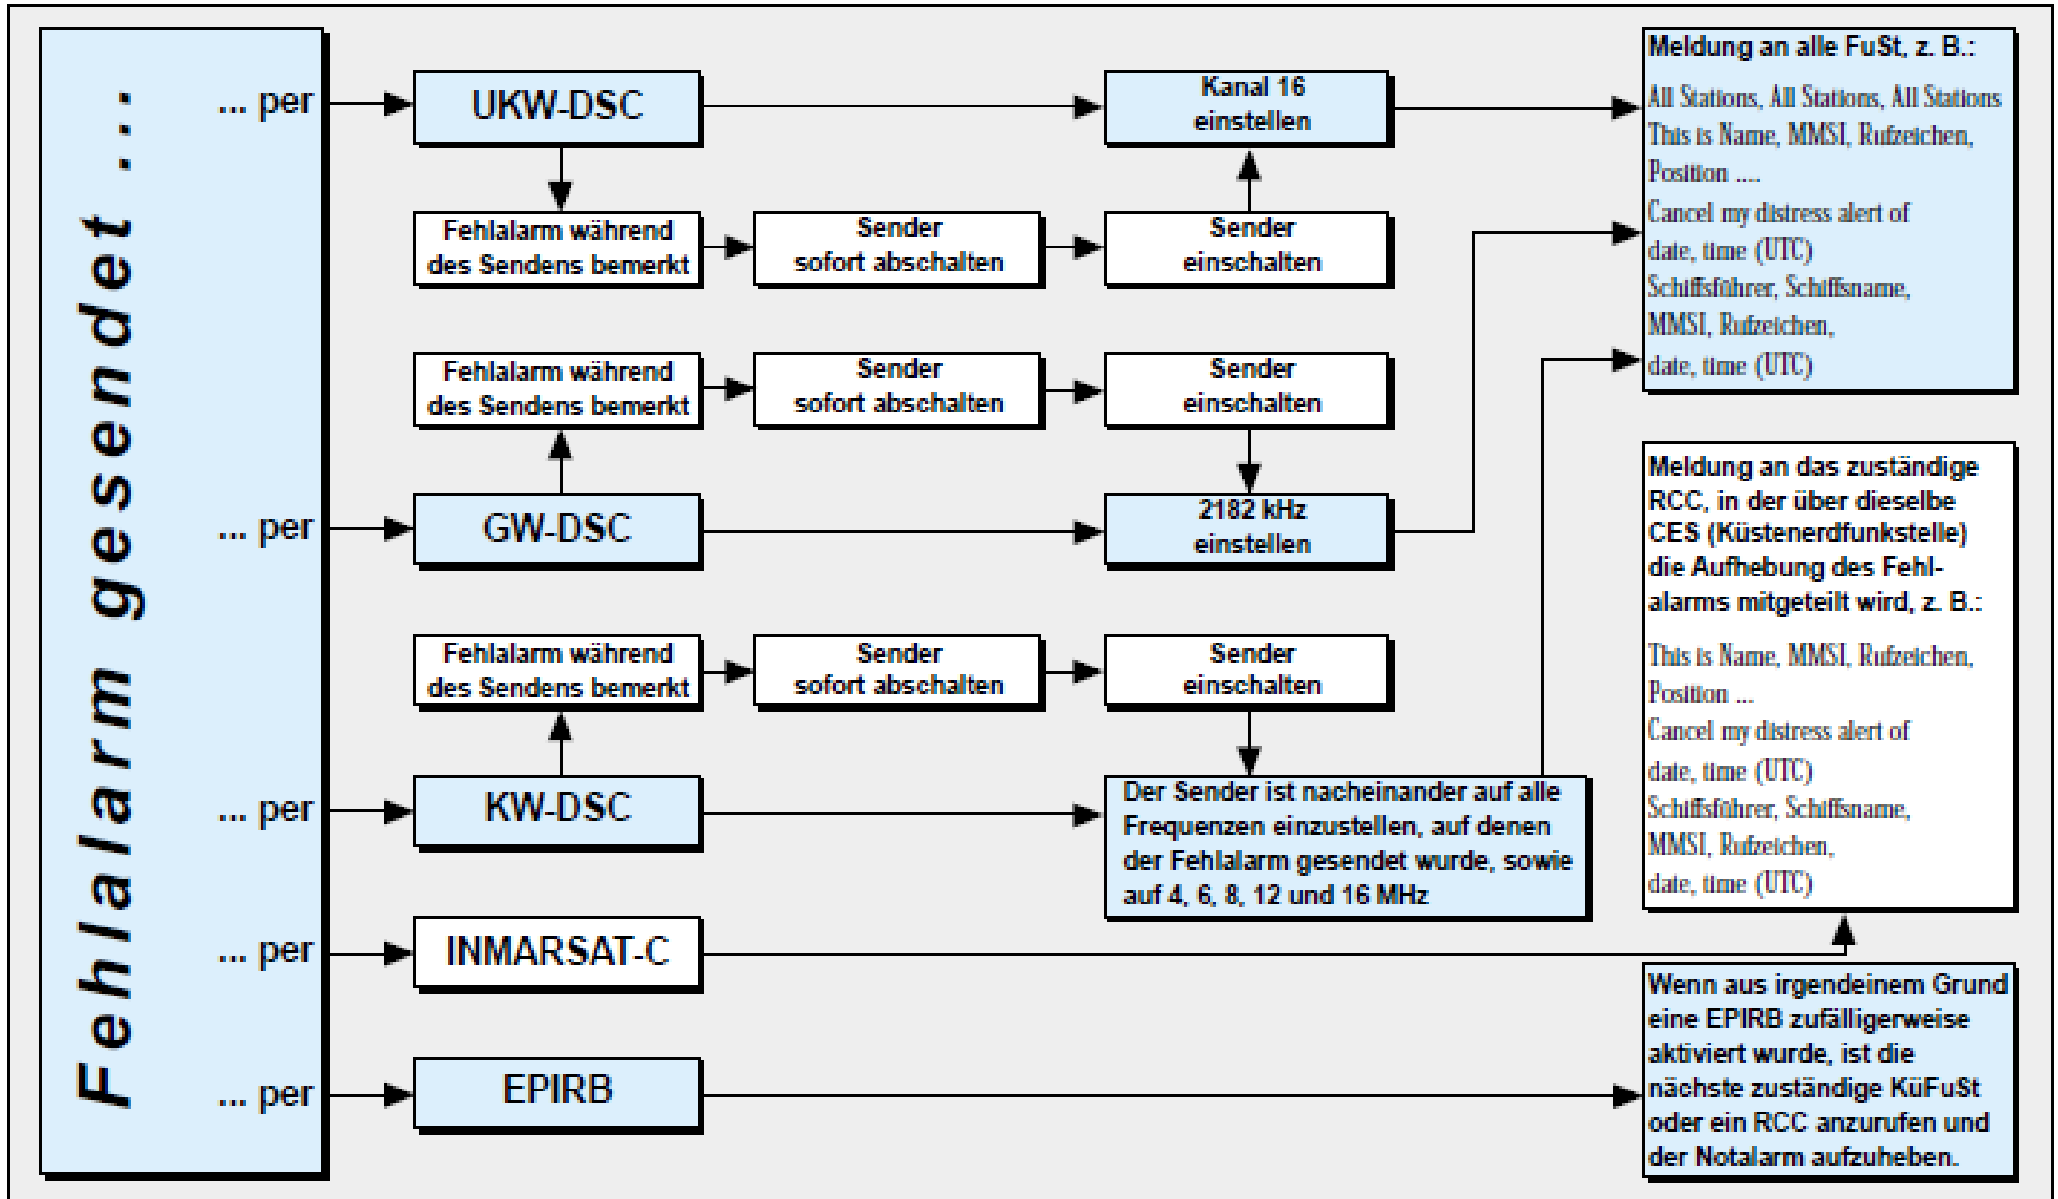 Fehlalarm gesendet ...
... per
UKW-DSC
Kanal 16
einstellen
Fehlalarm während
des Sendens bemerkt
Sender
sofort abschalten
Sender
einschalten
Fehlalarm während
des Sendens bemerkt
Sender
sofort abschalten
Sender
einschalten
... per
GW-DSC
2182 kHz
einstellen
Fehlalarm während
des Sendens bemerkt
Sender
sofort abschalten
Sender
einschalten
... per
KW-DSC
Der Sender ist nacheinander auf alle
Frequenzen einzustellen, auf denen
der Fehlalarm gesendet wurde, sowie
auf 4, 6, 8, 12 und 16 MHz
... per
INMARSAT-C
... per
EPIRB
Meldung an alle FuSt, z. B.:
All Stations, All Stations, All Stations
This is Name, MMSI, Rufzeichen,
Position ....
Cancel my distress alert of
date, time (UTC)
Schiffsführer, Schiffsname,
MMSI, Rufzeichen,
date, time (UTC)
Meldung an das zuständige
RCC, in der über dieselbe
CES (Küstenerdfunkstelle)
die Aufhebung des Fehl-
alarms mitgeteilt wird, z. B.:
This is Name, MMSI, Rufzeichen,
Position ...
Cancel my distress alert of
date, time (UTC)
Schiffsführer, Schiffsname,
MMSI, Rufzeichen,
date, time (UTC)
Wenn aus irgendeinem Grund
eine EPIRB zufälligerweise
aktiviert wurde, ist die
nächste zuständige KüFuSt
oder ein RCC anzurufen und
der Notalarm aufzuheben.